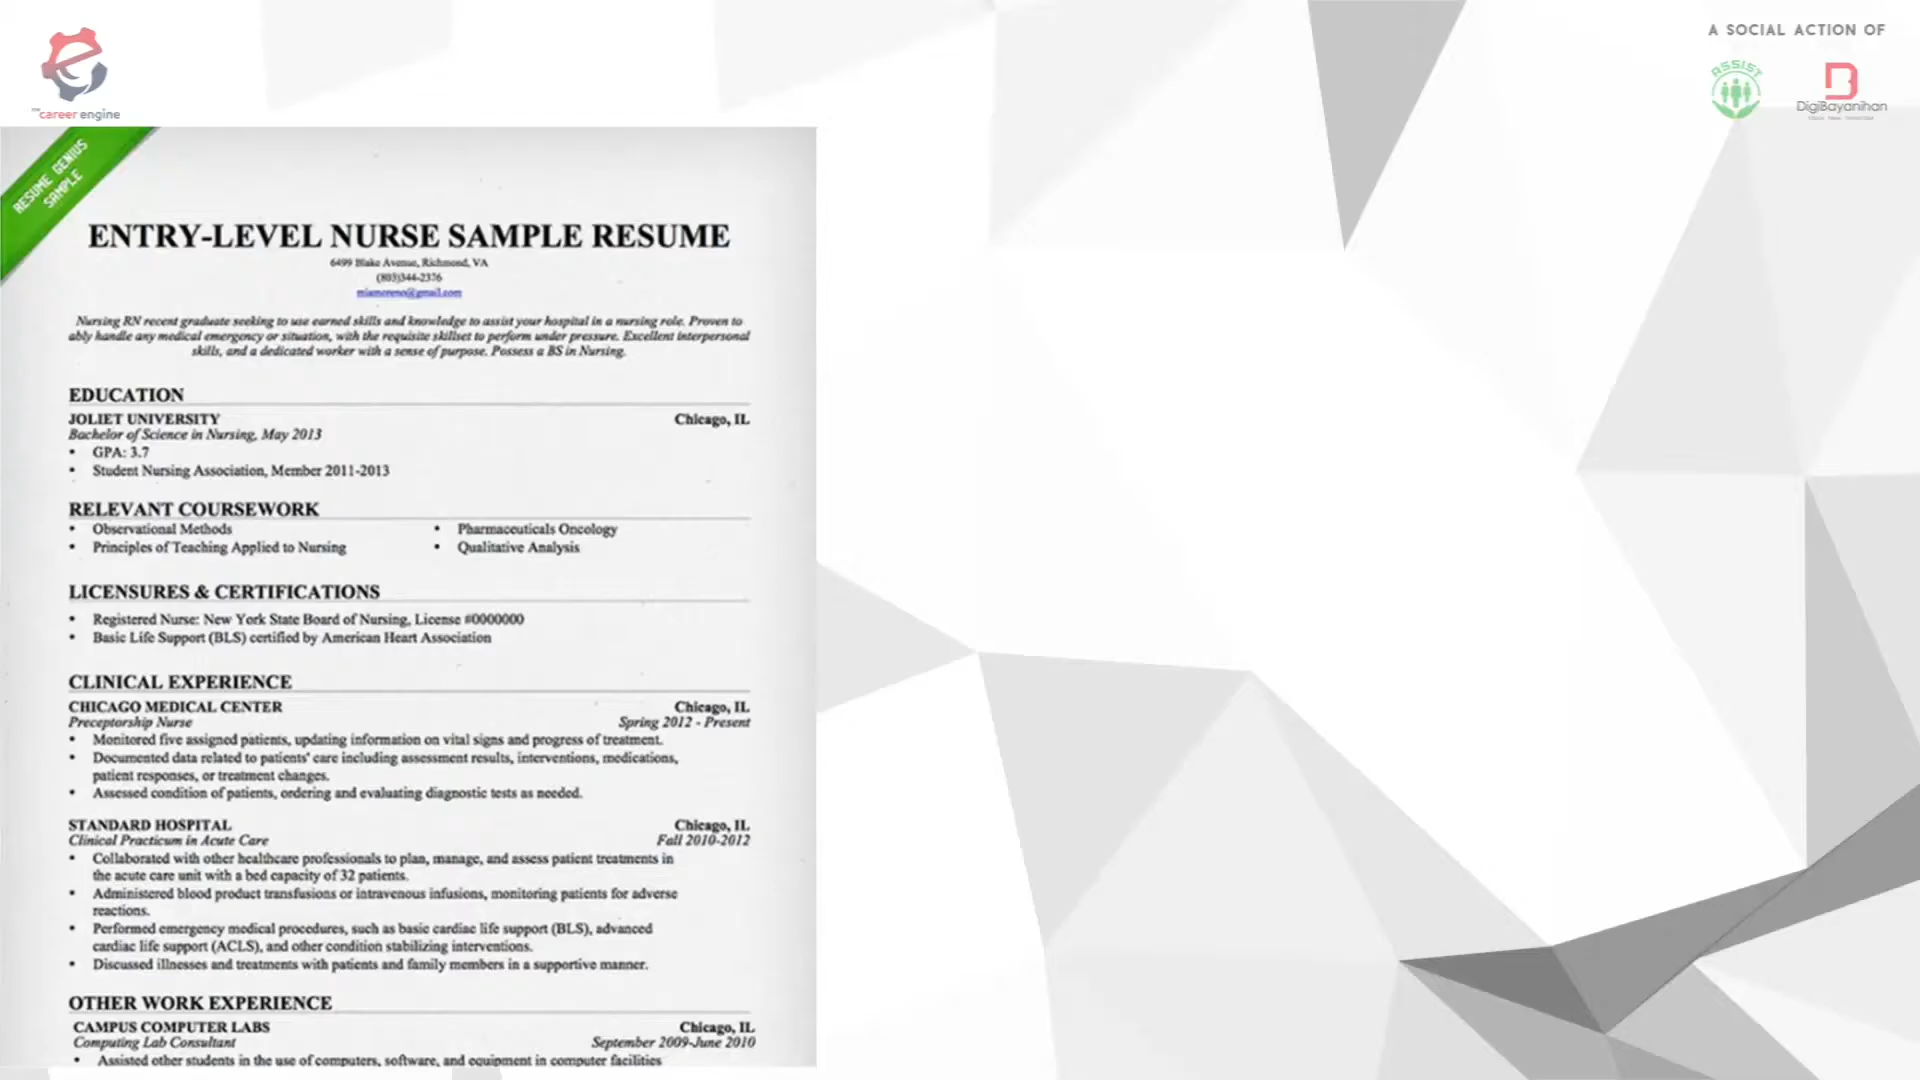 the
career engine
A SOCIAL ACTION OF
ASSIST
DigiBayanihan
RESUME GENIUS
SAMPLE
ENTRY-LEVEL NURSE SAMPLE RESUME
6499 Blake Avenue, Richmond, VA
(803)344-2376
miamoreno@gmail.com
Nursing RN recent graduate seeking to use earned skills and knowledge to assist your hospital in a nursing role. Proven to
ably handle any medical emergency or situation, with the requisite skillset to perform under pressure. Excellent interpersonal
skills, and a dedicated worker with a sense of purpose. Possess a BS in Nursing.
EDUCATION
JOLIET UNIVERSITY Chicago, IL
Bachelor of Science in Nursing, May 2013
• GPA: 3.7
• Student Nursing Association, Member 2011-2013
RELEVANT COURSEWORK
• Observational Methods • Pharmaceuticals Oncology
• Principles of Teaching Applied to Nursing • Qualitative Analysis
LICENSURES & CERTIFICATIONS
• Registered Nurse: New York State Board of Nursing, License #0000000
• Basic Life Support (BLS) certified by American Heart Association
CLINICAL EXPERIENCE
CHICAGO MEDICAL CENTER Chicago, IL
Preceptorship Nurse Spring 2012 - Present
• Monitored five assigned patients, updating information on vital signs and progress of treatment.
• Documented data related to patients' care including assessment results, interventions, medications,
patient responses, or treatment changes.
• Assessed condition of patients, ordering and evaluating diagnostic tests as needed.
STANDARD HOSPITAL Chicago, IL
Clinical Practicum in Acute Care Fall 2010-2012
• Collaborated with other healthcare professionals to plan, manage, and assess patient treatments in
the acute care unit with a bed capacity of 32 patients.
• Administered blood product transfusions or intravenous infusions, monitoring patients for adverse
reactions.
• Performed emergency medical procedures, such as basic cardiac life support (BLS), advanced
cardiac life support (ACLS), and other condition stabilizing interventions.
• Discussed illnesses and treatments with patients and family members in a supportive manner.
OTHER WORK EXPERIENCE
CAMPUS COMPUTER LABS Chicago, IL
Computing Lab Consultant September 2009-June 2010
• Assisted other students in the use of computers, software, and equipment in computer facilities